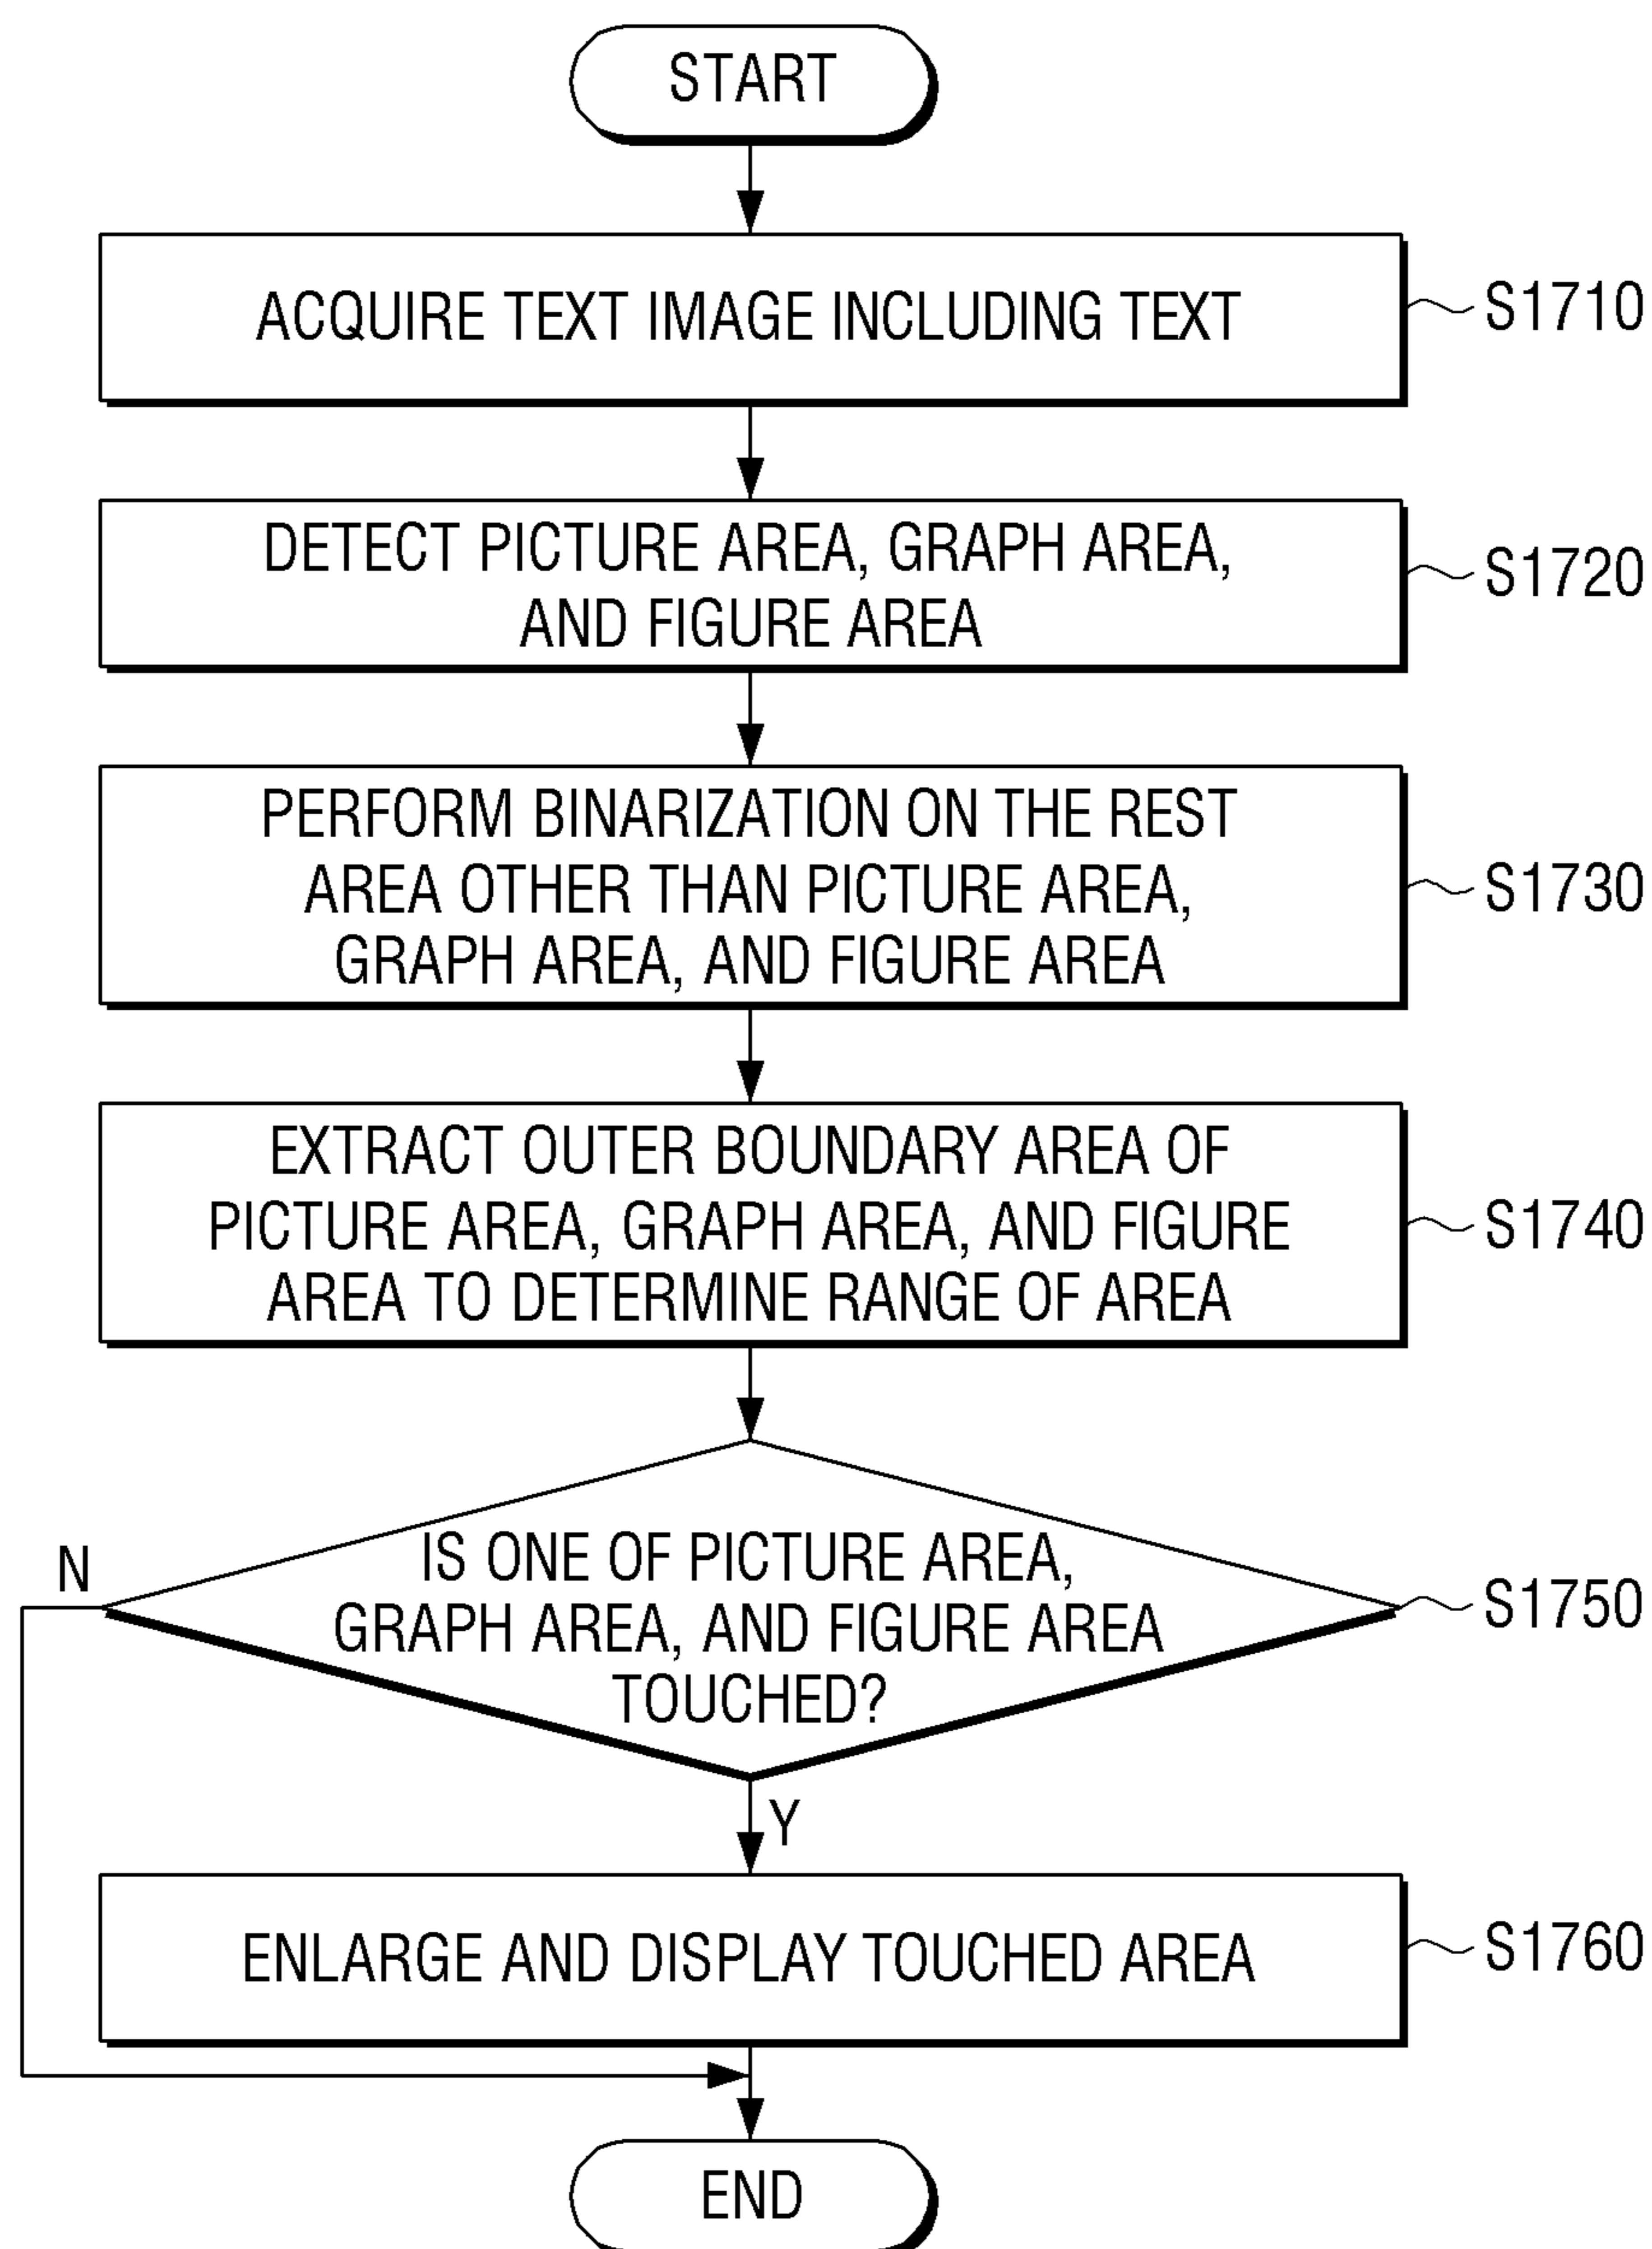 START
ACQUIRE TEXT IMAGE INCLUDING TEXT
S1710
DETECT PICTURE AREA, GRAPH AREA,
AND FIGURE AREA
S1720
PERFORM BINARIZATION ON THE REST
AREA OTHER THAN PICTURE AREA,
GRAPH AREA, AND FIGURE AREA
S1730
EXTRACT OUTER BOUNDARY AREA OF
PICTURE AREA, GRAPH AREA, AND FIGURE
AREA TO DETERMINE RANGE OF AREA
S1740
N
IS ONE OF PICTURE AREA,
GRAPH AREA, AND FIGURE AREA
TOUCHED?
S1750
Y
ENLARGE AND DISPLAY TOUCHED AREA
S1760
END